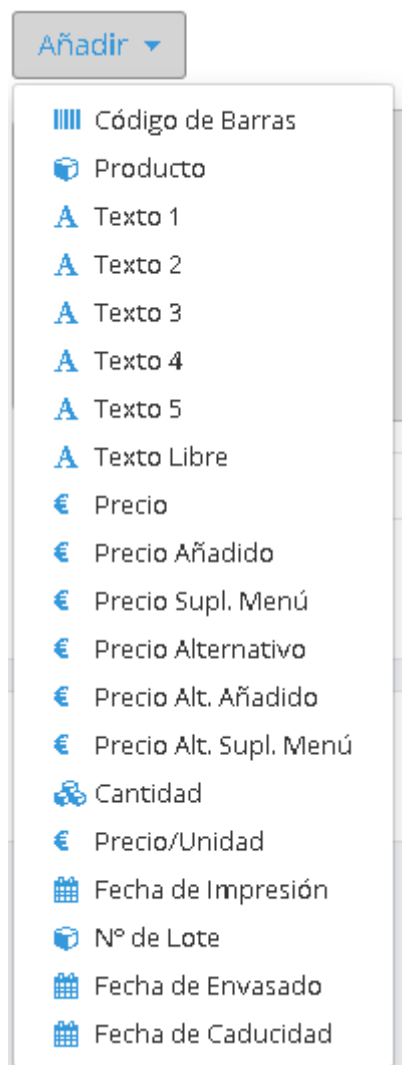 Añadir
Código de Barras
Producto
Texto 1
Texto 2
Texto 3
Texto 4
Texto 5
Texto Libre
Precio
Precio Añadido
Precio Supl. Menú
Precio Alternativo
Precio Alt. Añadido
Precio Alt. Supl. Menú
Cantidad
Precio/Unidad
Fecha de Impresión
Nº de Lote
Fecha de Envasado
Fecha de Caducidad